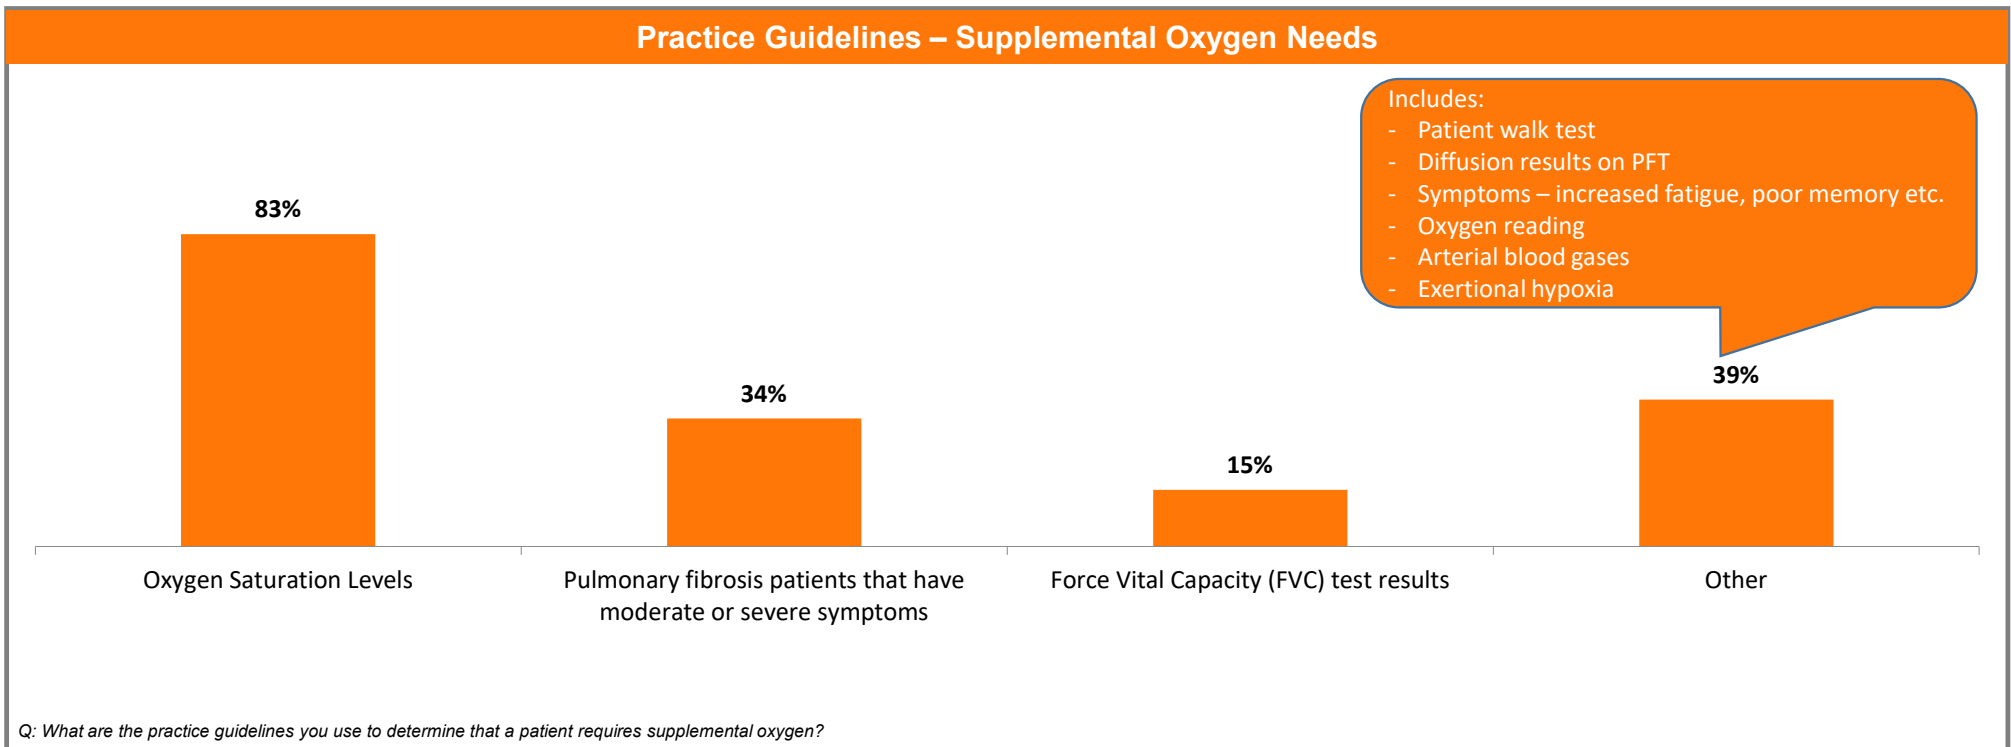 Practice Guidelines – Supplemental Oxygen Needs
Includes:
- Patient walk test
- Diffusion results on PFT
- Symptoms – increased fatigue, poor memory etc.
- Oxygen reading
- Arterial blood gases
- Exertional hypoxia
83%
34%
15%
39%
Oxygen Saturation Levels
Pulmonary fibrosis patients that have
moderate or severe symptoms
Force Vital Capacity (FVC) test results
Other
Q: What are the practice guidelines you use to determine that a patient requires supplemental oxygen?